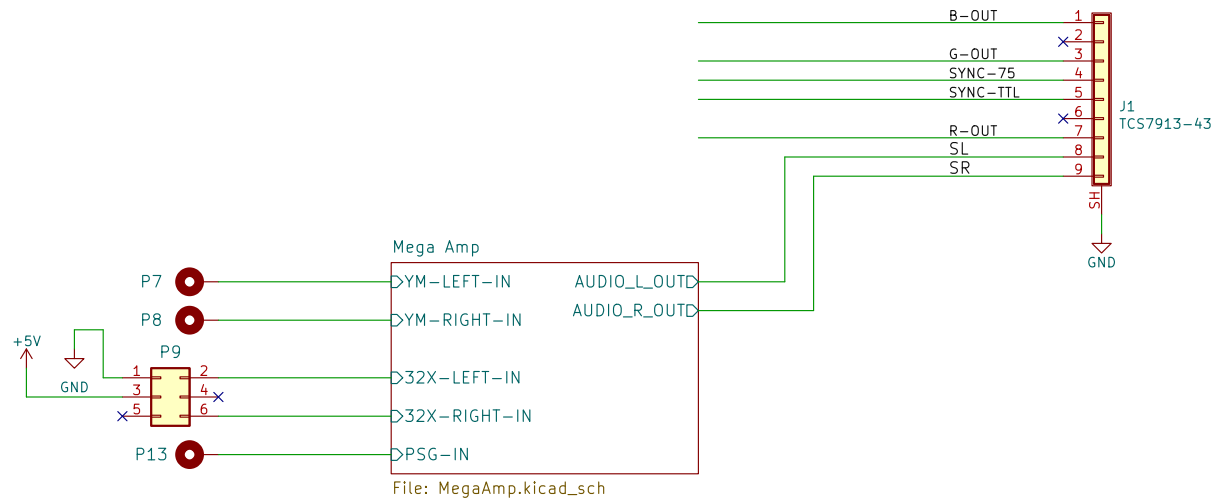 B-OUT 1
2
G-OUT 3
SYNC-75 4
SYNC-TTL 5
6
R-OUT 7
SL 8
SR 9
J1
TCS7913-43
SH
GND
Mega Amp
P7
YM-LEFT-IN
AUDIO_L_OUT
P8
YM-RIGHT-IN
AUDIO_R_OUT
+5V
GND
P9
1 2
3 4
5 6
32X-LEFT-IN
32X-RIGHT-IN
P13
PSG-IN
File: MegaAmp.kicad_sch